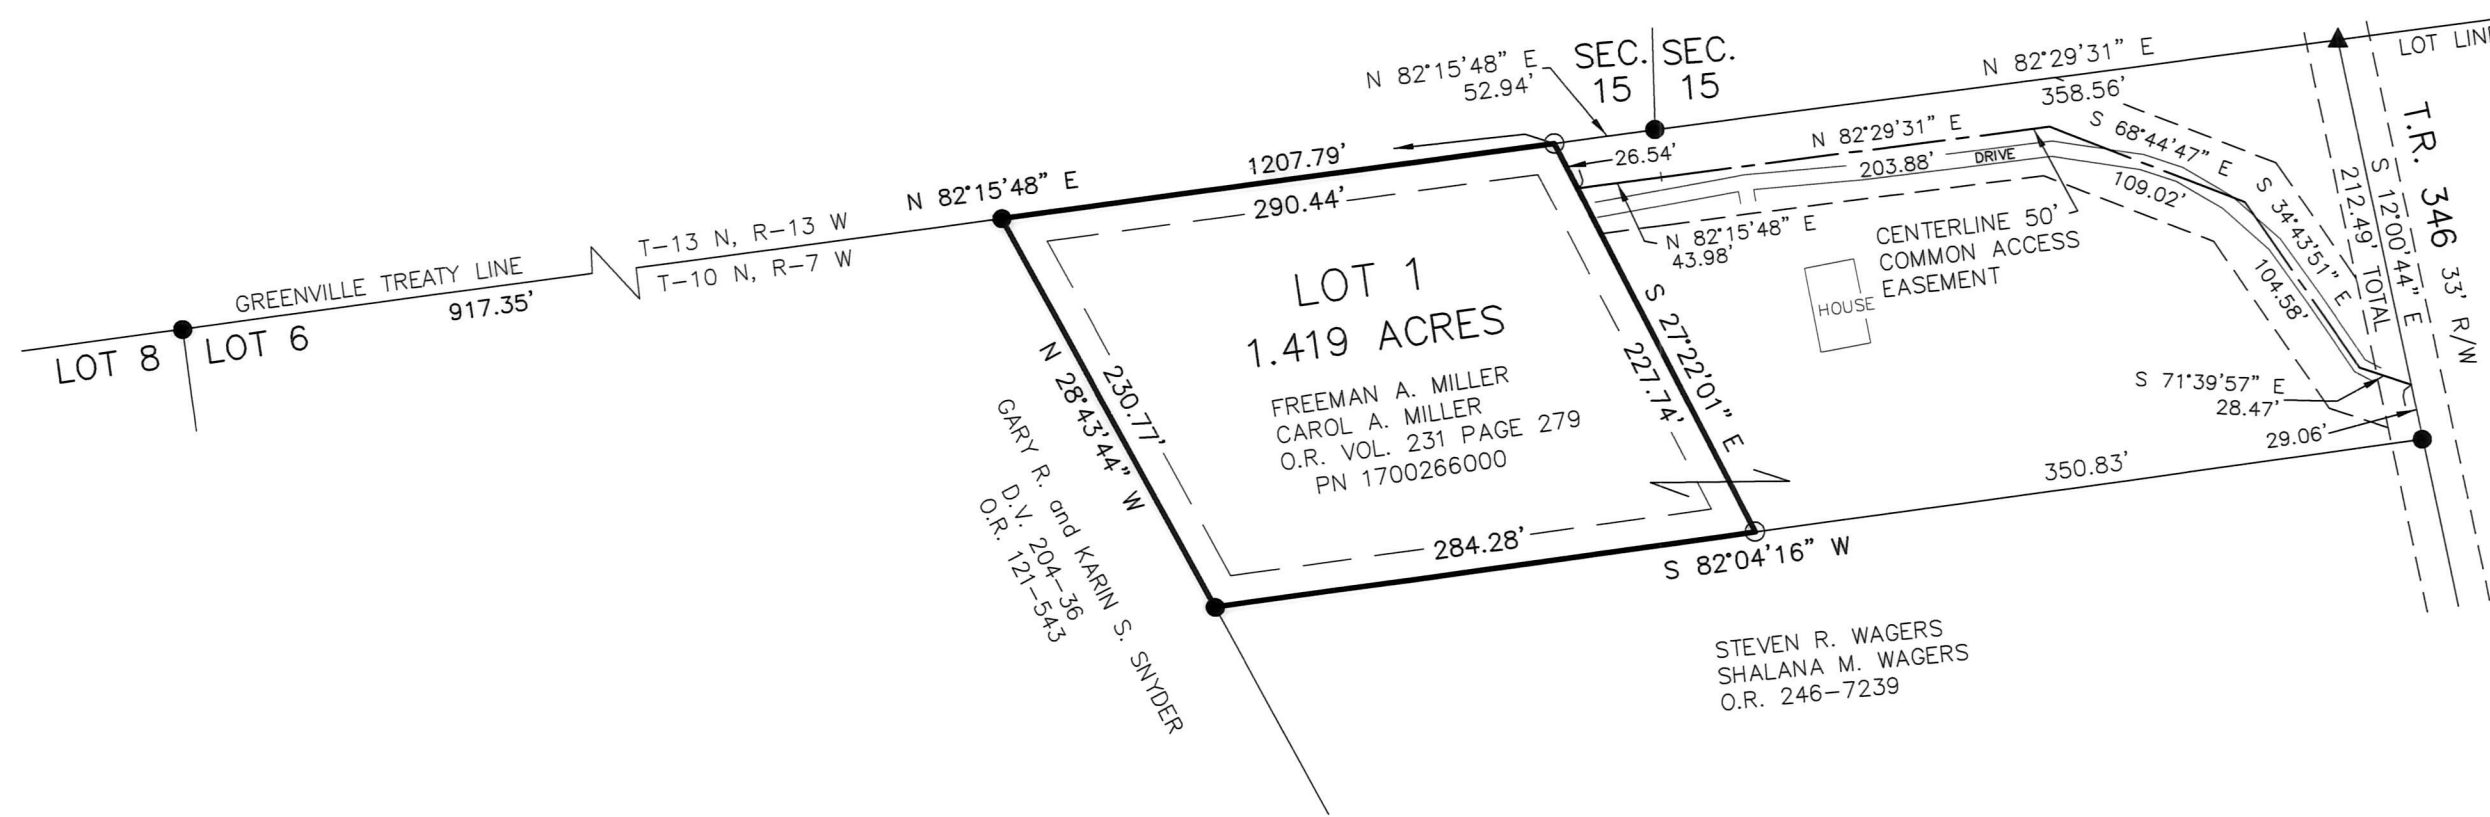 N 82°15'48" E
52.94'
SEC. SEC.
15 15
N 82°29'31" E
358.56'
LOT LINE
T.R. 346 33' R/W
N 82°15'48" E
1207.79'
290.44'
26.54'
N 82°29'31" E
203.88'
DRIVE
S 68°44'47" E
109.02'
S 34°43'51" E
104.58'
S 12°00'44" E
212.49' TOTAL
T-13 N, R-13 W
T-10 N, R-7 W
GREENVILLE TREATY LINE
917.35'
LOT 8 LOT 6
N 82°15'48" E
43.98'
CENTERLINE 50'
COMMON ACCESS
EASEMENT
HOUSE
LOT 1
1.419 ACRES
FREEMAN A. MILLER
CAROL A. MILLER
O.R. VOL. 231 PAGE 279
PN 1700266000
S 27°22'01" E
227.74'
N 28°43'44" W
230.77'
GARY R. and KARIN S. SNYDER
D.V. 204-36
O.R. 121-543
S 71°39'57" E
28.47'
29.06'
350.83'
284.28'
S 82°04'16" W
STEVEN R. WAGERS
SHALANA M. WAGERS
O.R. 246-7239